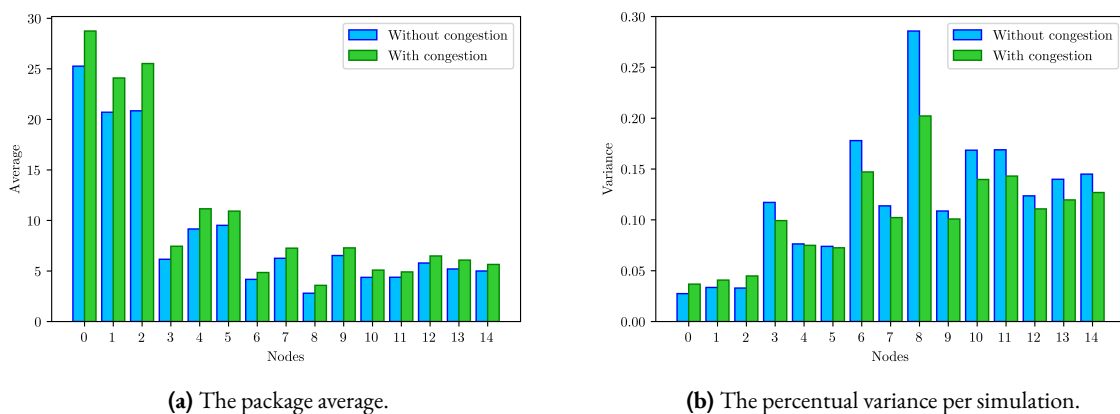 30
25
20
15
10
5
0
Average
Without congestion
With congestion
0 1 2 3 4 5 6 7 8 9 10 11 12 13 14
Nodes
(a) The package average.
0.30
0.25
0.20
0.15
0.10
0.05
0.00
Variance
Without congestion
With congestion
0 1 2 3 4 5 6 7 8 9 10 11 12 13 14
Nodes
(b) The percentual variance per simulation.